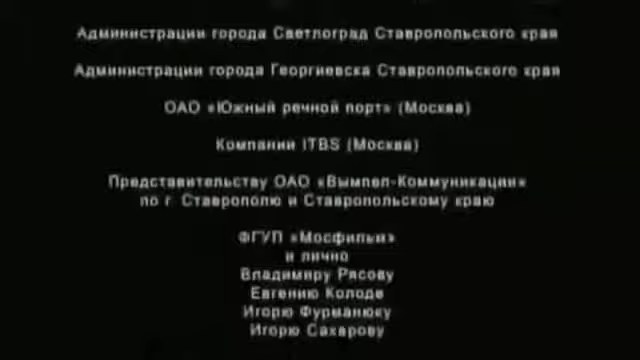 Администрации города Светлоград Ставропольского края
Администрации города Георгиевска Ставропольского края
ОАО «Южный речной порт» (Москва)
Компании ITBS (Москва)
Представительству ОАО «Вымпел-Коммуникации»
по г Ставрополю и Ставропольскому краю
ФГУП «Мосфильм»
и лично
Владимиру Рясову
Евгению Колоде
Игорю Фурманюку
Игорю Сахарову